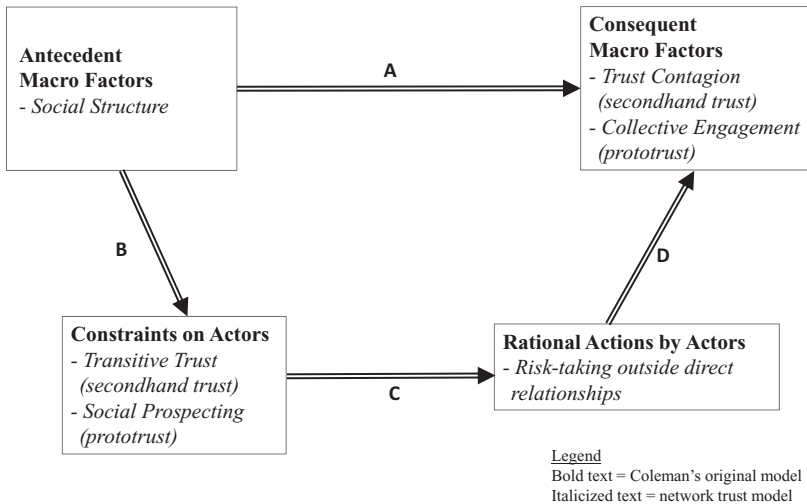 Antecedent
Macro Factors
- Social Structure
A
Consequent
Macro Factors
- Trust Contagion
(secondhand trust)
- Collective Engagement
(prototrust)
B
D
Constraints on Actors
- Transitive Trust
(secondhand trust)
- Social Prospecting
(prototrust)
C
Rational Actions by Actors
- Risk-taking outside direct
relationships
Legend
Bold text = Coleman's original model
Italicized text = network trust model